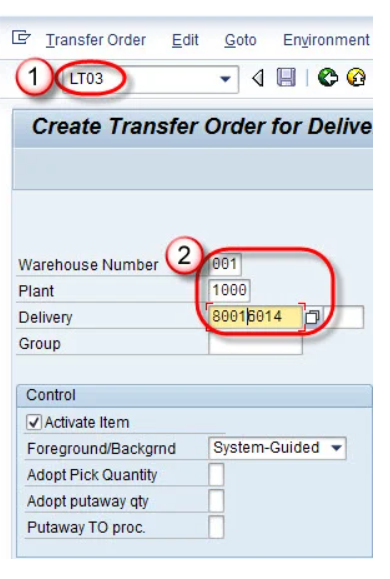 Transfer Order Edit Goto Environment
1 LT03
Create Transfer Order for Delive
2
Warehouse Number 001
Plant 1000
Delivery 80016014
Group
Control
Activate Item
Foreground/Backgrnd System-Guided
Adopt Pick Quantity
Adopt putaway qty
Putaway TO proc.